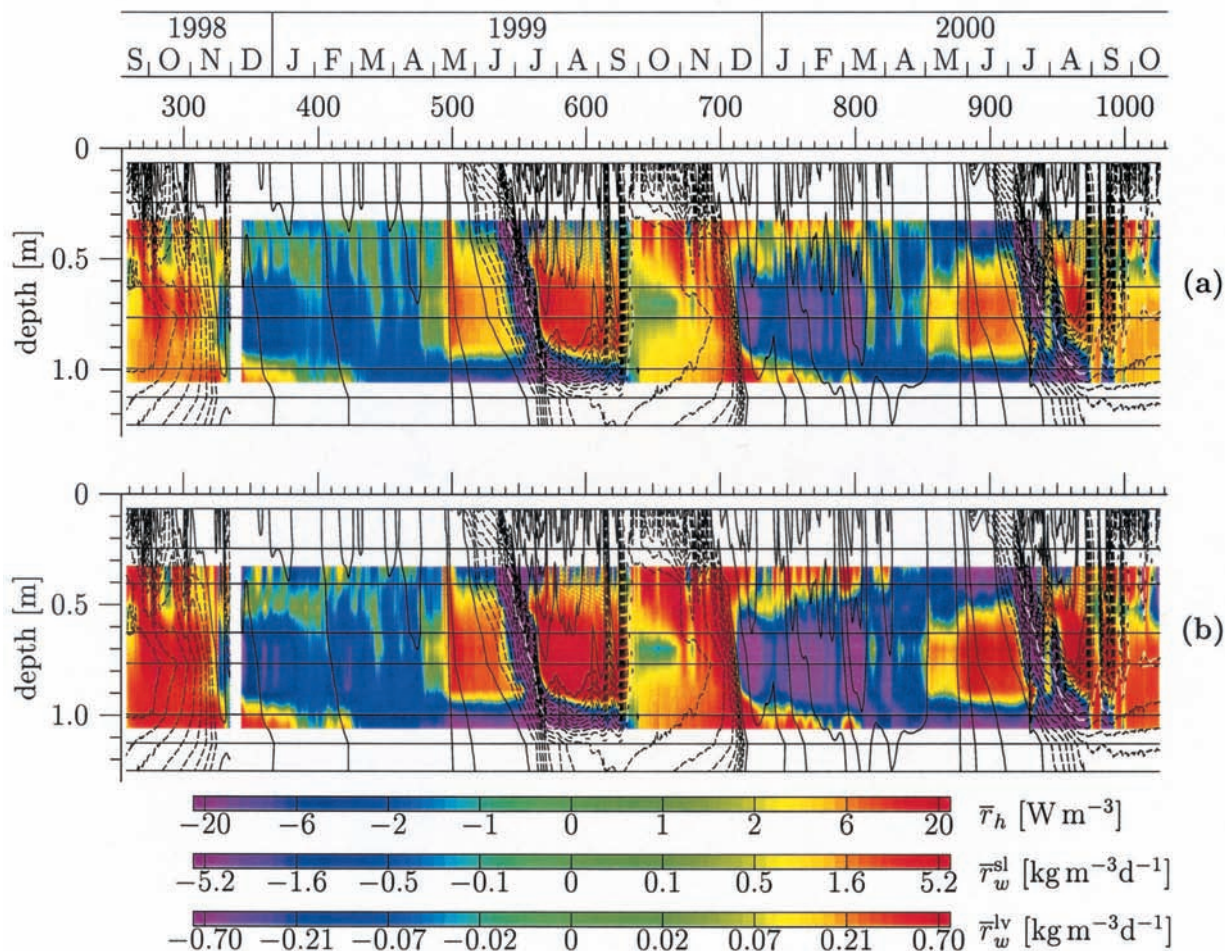 1998 1999 2000
S O N D J F M A M J J A S O N D J F M A M J J A S O
300 400 500 600 700 800 900 1000
0
0.5
1.0
depth [m]
(a)
0
0.5
1.0
depth [m]
(b)
−20 −6 −2 −1 0 1 2 6 20 r̅h [W m−3]
−5.2 −1.6 −0.5 −0.1 0 0.1 0.5 1.6 5.2 r̅wsl [kg m−3d−1]
−0.70 −0.21 −0.07 −0.02 0 0.02 0.07 0.21 0.70 r̅wlv [kg m−3d−1]